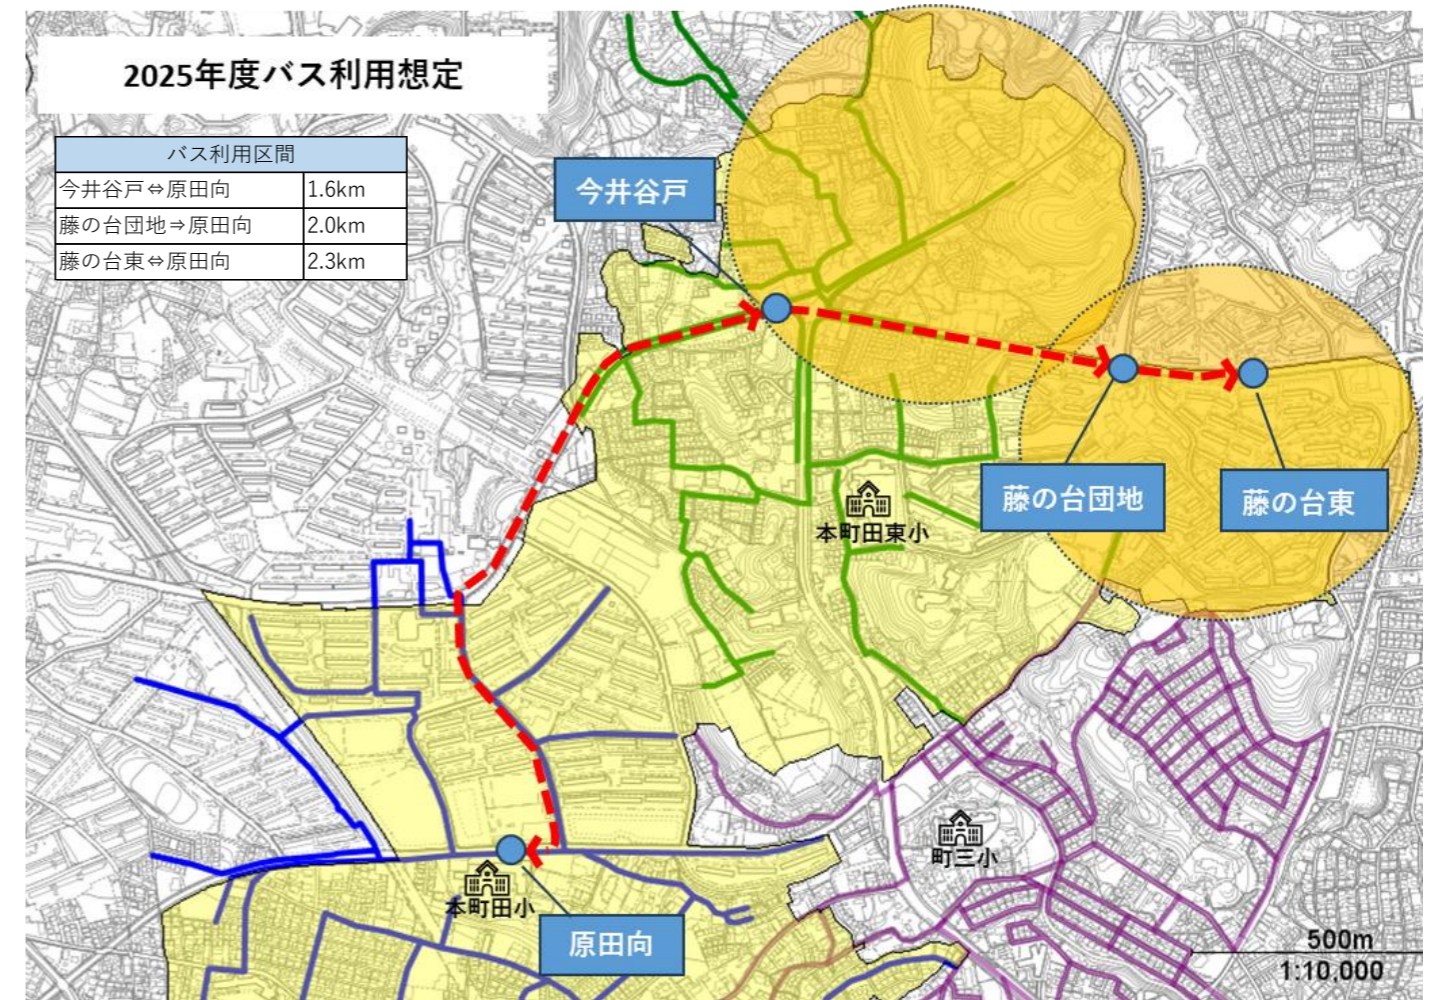 2025年度バス利用想定
バス利用区間
今井谷戸⇔原田向 1.6km
藤の台団地⇒原田向 2.0km
藤の台東⇔原田向 2.3km
今井谷戸
藤の台団地
藤の台東
本町田東小
町三小
本町田小
原田向
500m
1:10,000